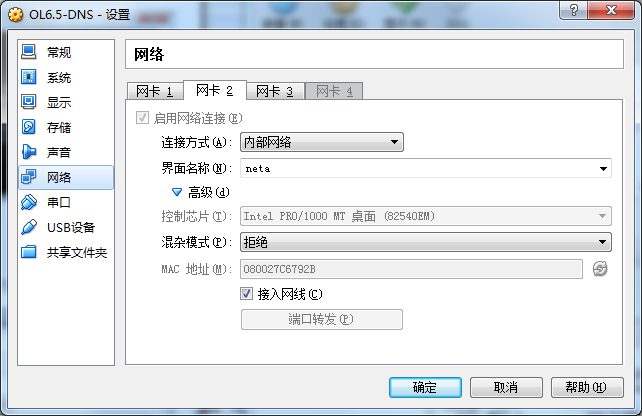 OL6.5-DNS - 设置
常规
系统
显示
存储
声音
网络
串口
USB设备
共享文件夹
网络
网卡 1
网卡 2
网卡 3
网卡 4
启用网络连接(E)
连接方式(A): 内部网络
界面名称(N): neta
高级(d)
控制芯片(T): Intel PRO/1000 MT 桌面 (82540EM)
混杂模式(P): 拒绝
MAC 地址(M): 080027C6792B
接入网线(C)
端口转发(P)
确定
取消
帮助(H)